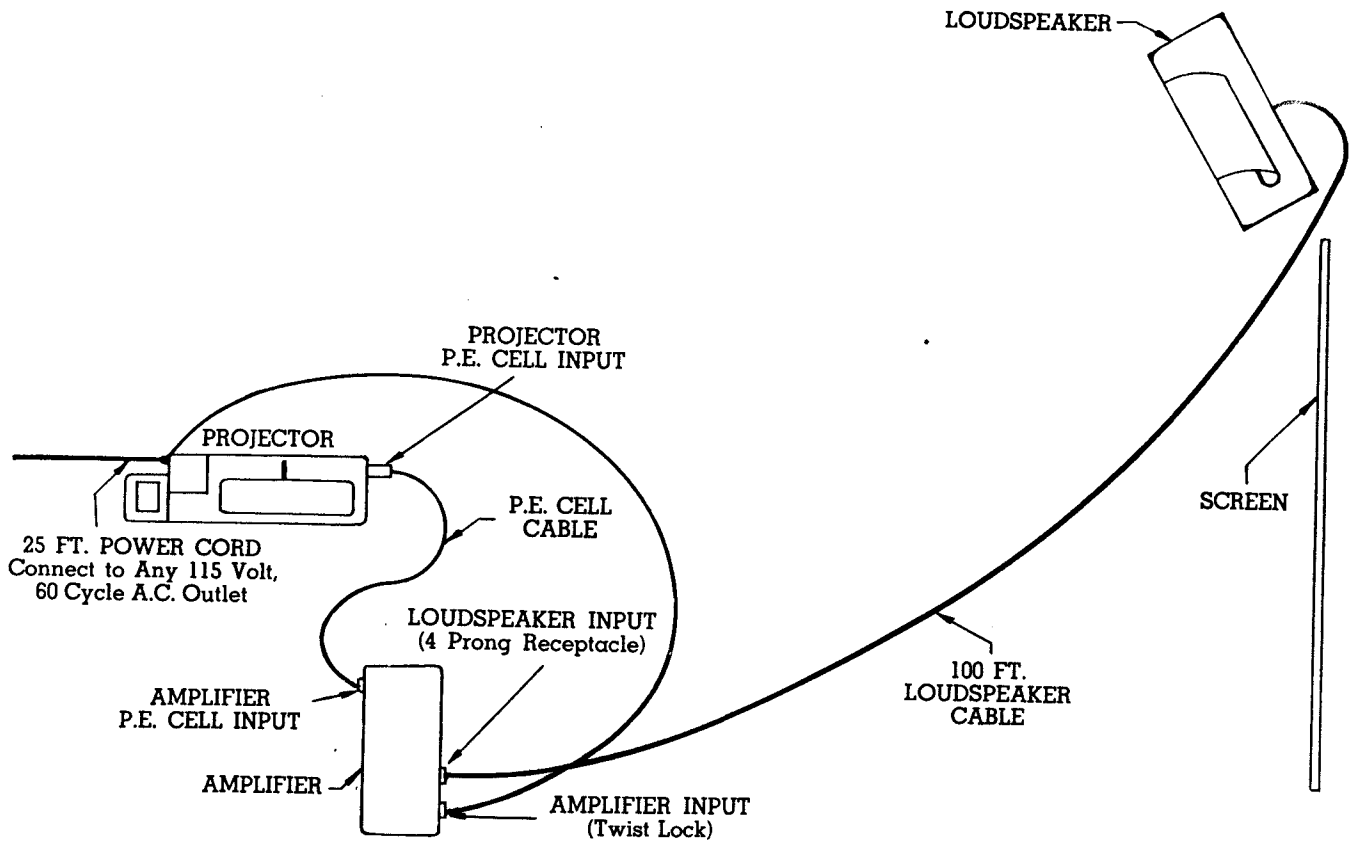 LOUDSPEAKER
PROJECTOR
P.E. CELL INPUT
PROJECTOR
25 FT. POWER CORD
Connect to Any 115 Volt,
60 Cycle A.C. Outlet
P.E. CELL
CABLE
SCREEN
LOUDSPEAKER INPUT
(4 Prong Receptacle)
AMPLIFIER
P.E. CELL INPUT
100 FT.
LOUDSPEAKER
CABLE
AMPLIFIER
AMPLIFIER INPUT
(Twist Lock)